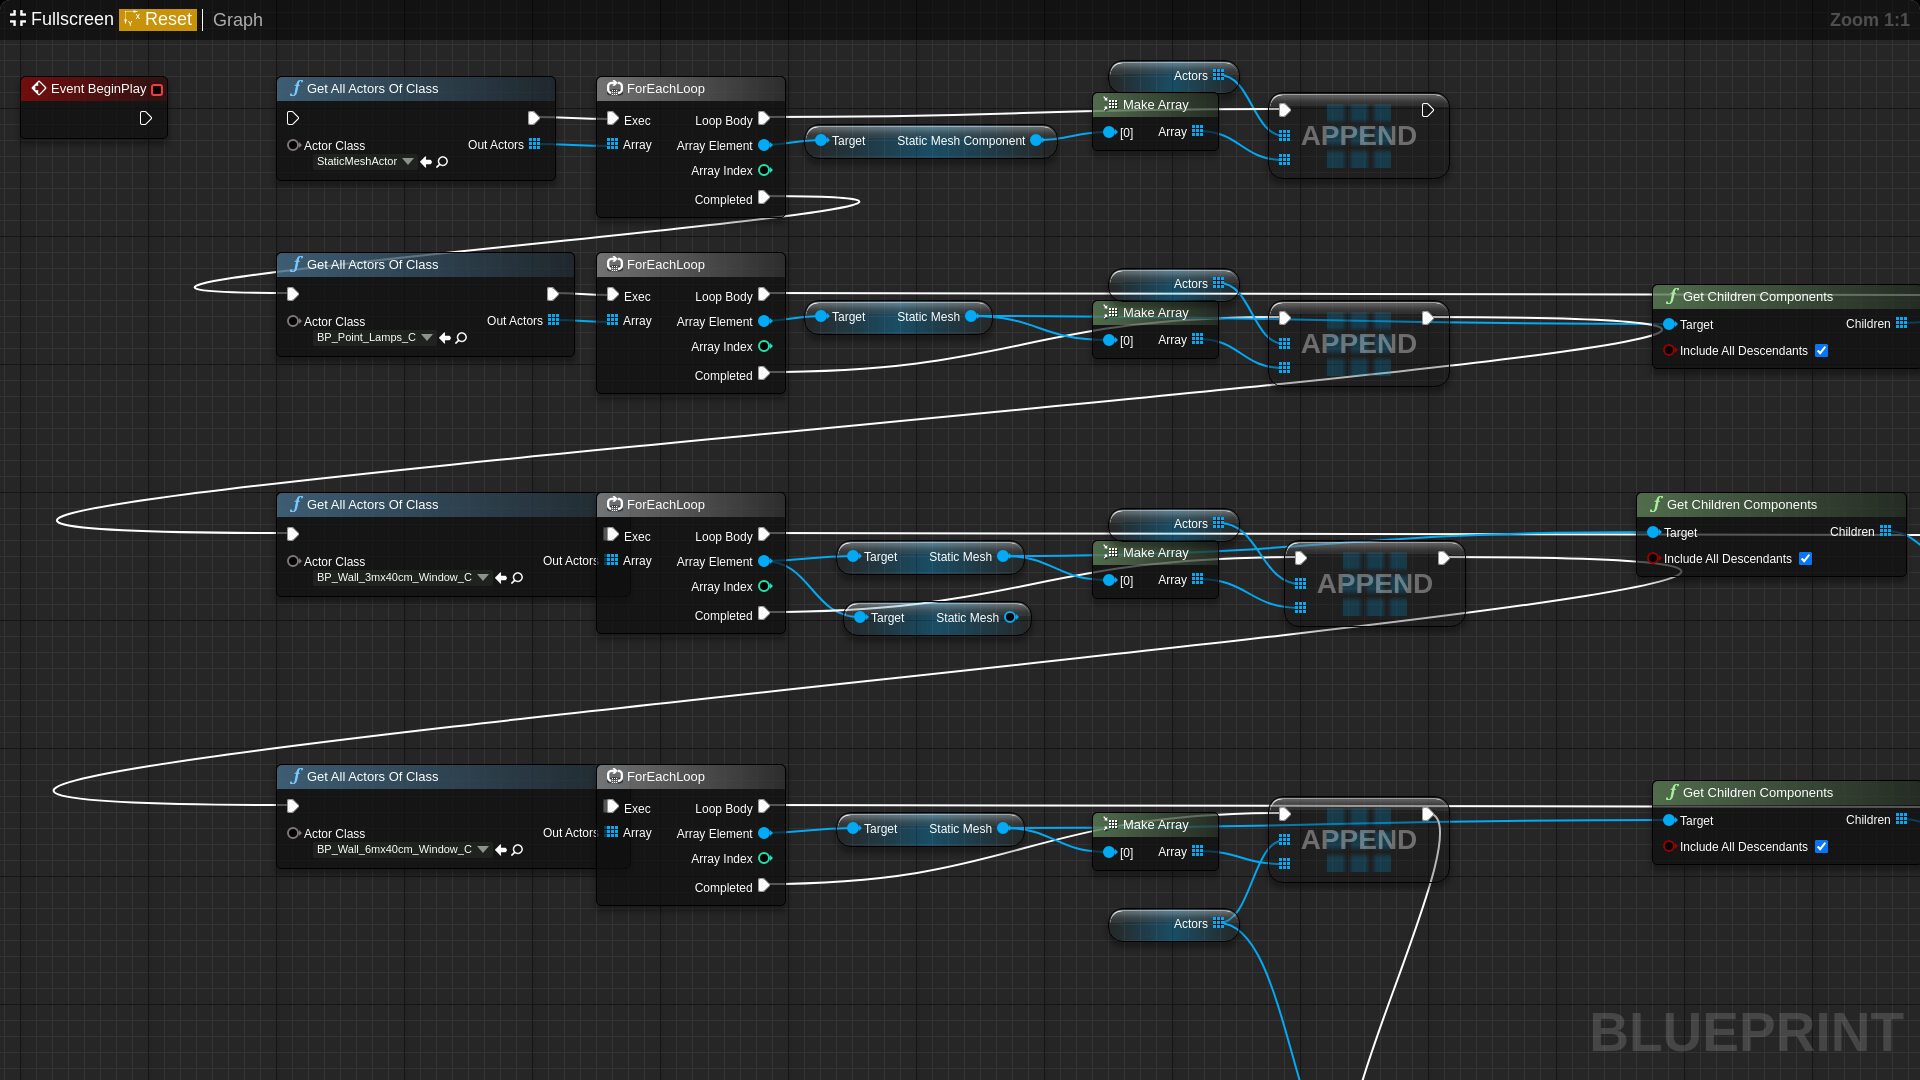 Fullscreen Reset Graph Zoom 1:1
Event BeginPlay
Get All Actors Of Class
Actor Class
StaticMeshActor
Out Actors
ForEachLoop
Exec Loop Body
Array Array Element
Array Index
Completed
Target Static Mesh Component
Actors
Make Array
[0] Array
APPEND
Get All Actors Of Class
Actor Class
BP_Point_Lamps_C
Out Actors
ForEachLoop
Exec Loop Body
Array Array Element
Array Index
Completed
Target Static Mesh
Actors
Make Array
[0] Array
APPEND
Get Children Components
Target Children
Include All Descendants
Get All Actors Of Class
Actor Class
BP_Wall_3mx40cm_Window_C
Out Actors
ForEachLoop
Exec Loop Body
Array Array Element
Array Index
Completed
Target Static Mesh
Target Static Mesh
Actors
Make Array
[0] Array
APPEND
Get Children Components
Target Children
Include All Descendants
Get All Actors Of Class
Actor Class
BP_Wall_6mx40cm_Window_C
Out Actors
ForEachLoop
Exec Loop Body
Array Array Element
Array Index
Completed
Target Static Mesh
Make Array
[0] Array
APPEND
Actors
Get Children Components
Target Children
Include All Descendants
BLUEPRINT